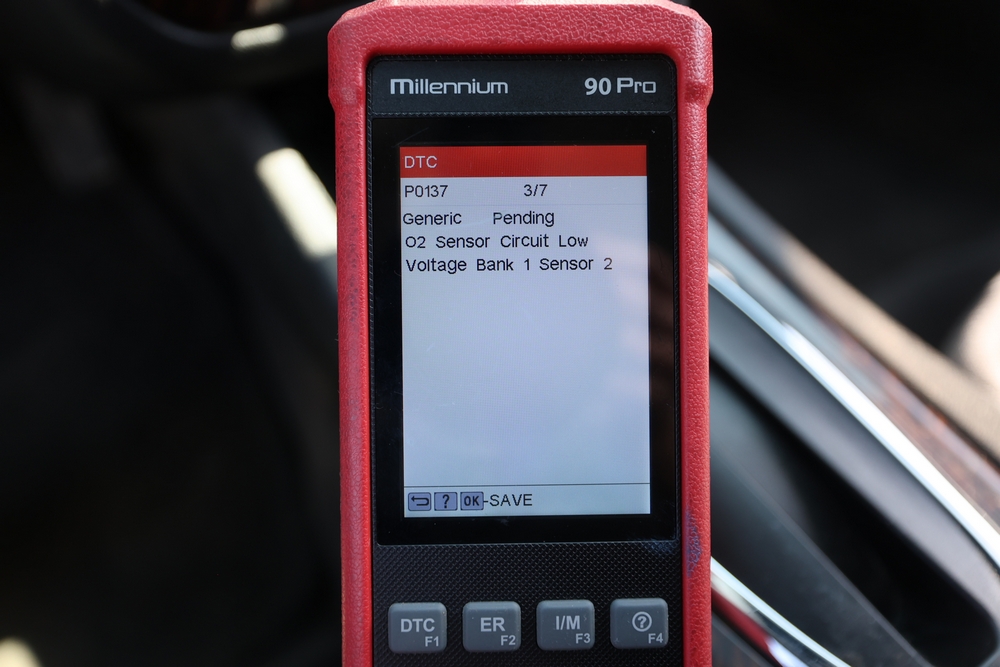 Millennium 90 Pro
DTC
P0137 3/7
Generic Pending
O2 Sensor Circuit Low
Voltage Bank 1 Sensor 2
? OK-SAVE
DTC F1 ER F2 I/M F3 ? F4